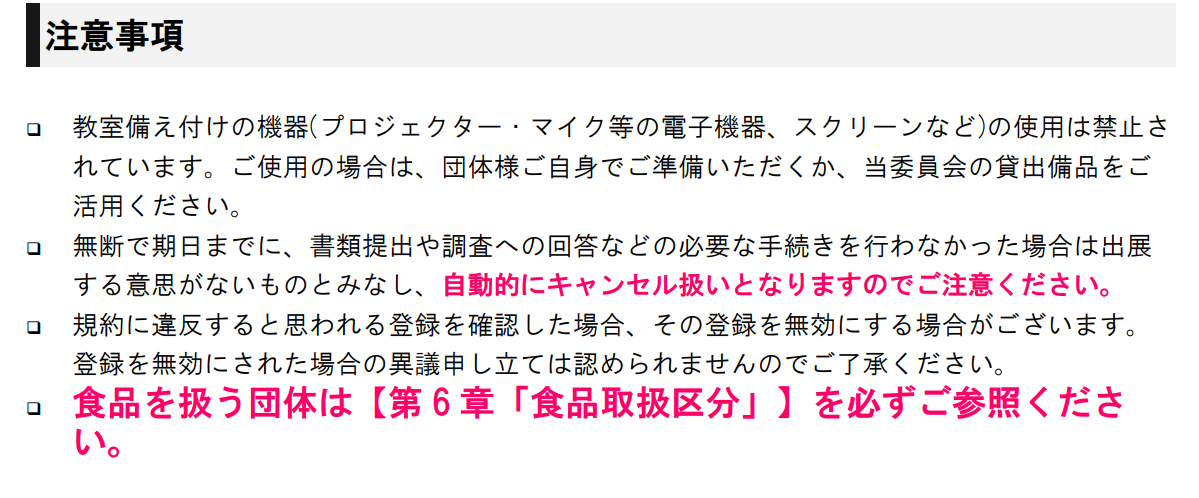 注意事項
❑ 教室備え付けの機器(プロジェクター・マイク等の電子機器、スクリーンなど)の使用は禁止さ
れています。ご使用の場合は、団体様ご自身でご準備いただくか、当委員会の貸出備品をご
活用ください。
❑ 無断で期日までに、書類提出や調査への回答などの必要な手続きを行わなかった場合は出展
する意思がないものとみなし、自動的にキャンセル扱いとなりますのでご注意ください。
❑ 規約に違反すると思われる登録を確認した場合、その登録を無効にする場合がございます。
登録を無効にされた場合の異議申し立ては認められませんのでご了承ください。
❑ 食品を扱う団体は【第6章「食品取扱区分」】を必ずご参照くださ
い。